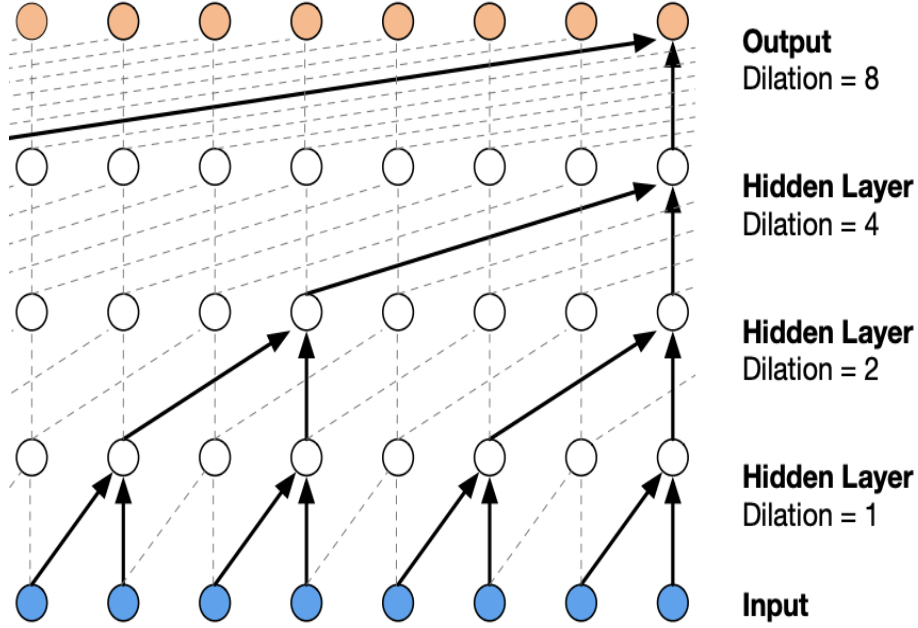 Output
Dilation = 8
Hidden Layer
Dilation = 4
Hidden Layer
Dilation = 2
Hidden Layer
Dilation = 1
Input